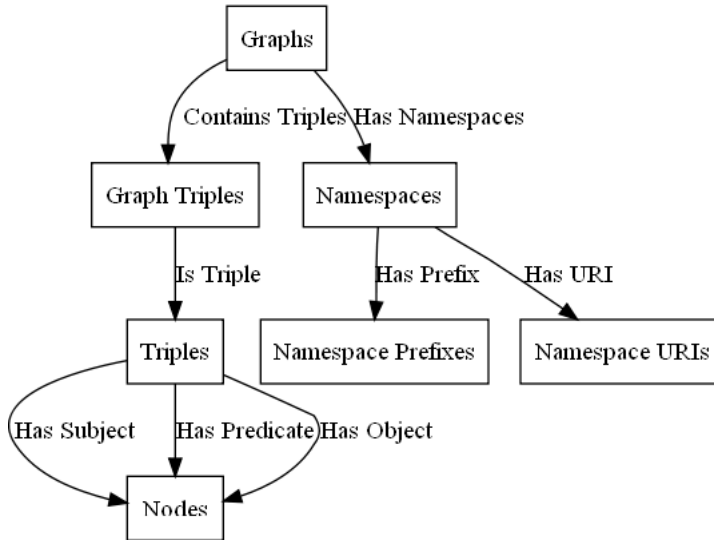 Graphs
Contains Triples
Has Namespaces
Graph Triples
Namespaces
Is Triple
Has Prefix
Has URI
Triples
Namespace Prefixes
Namespace URIs
Has Subject
Has Predicate
Has Object
Nodes